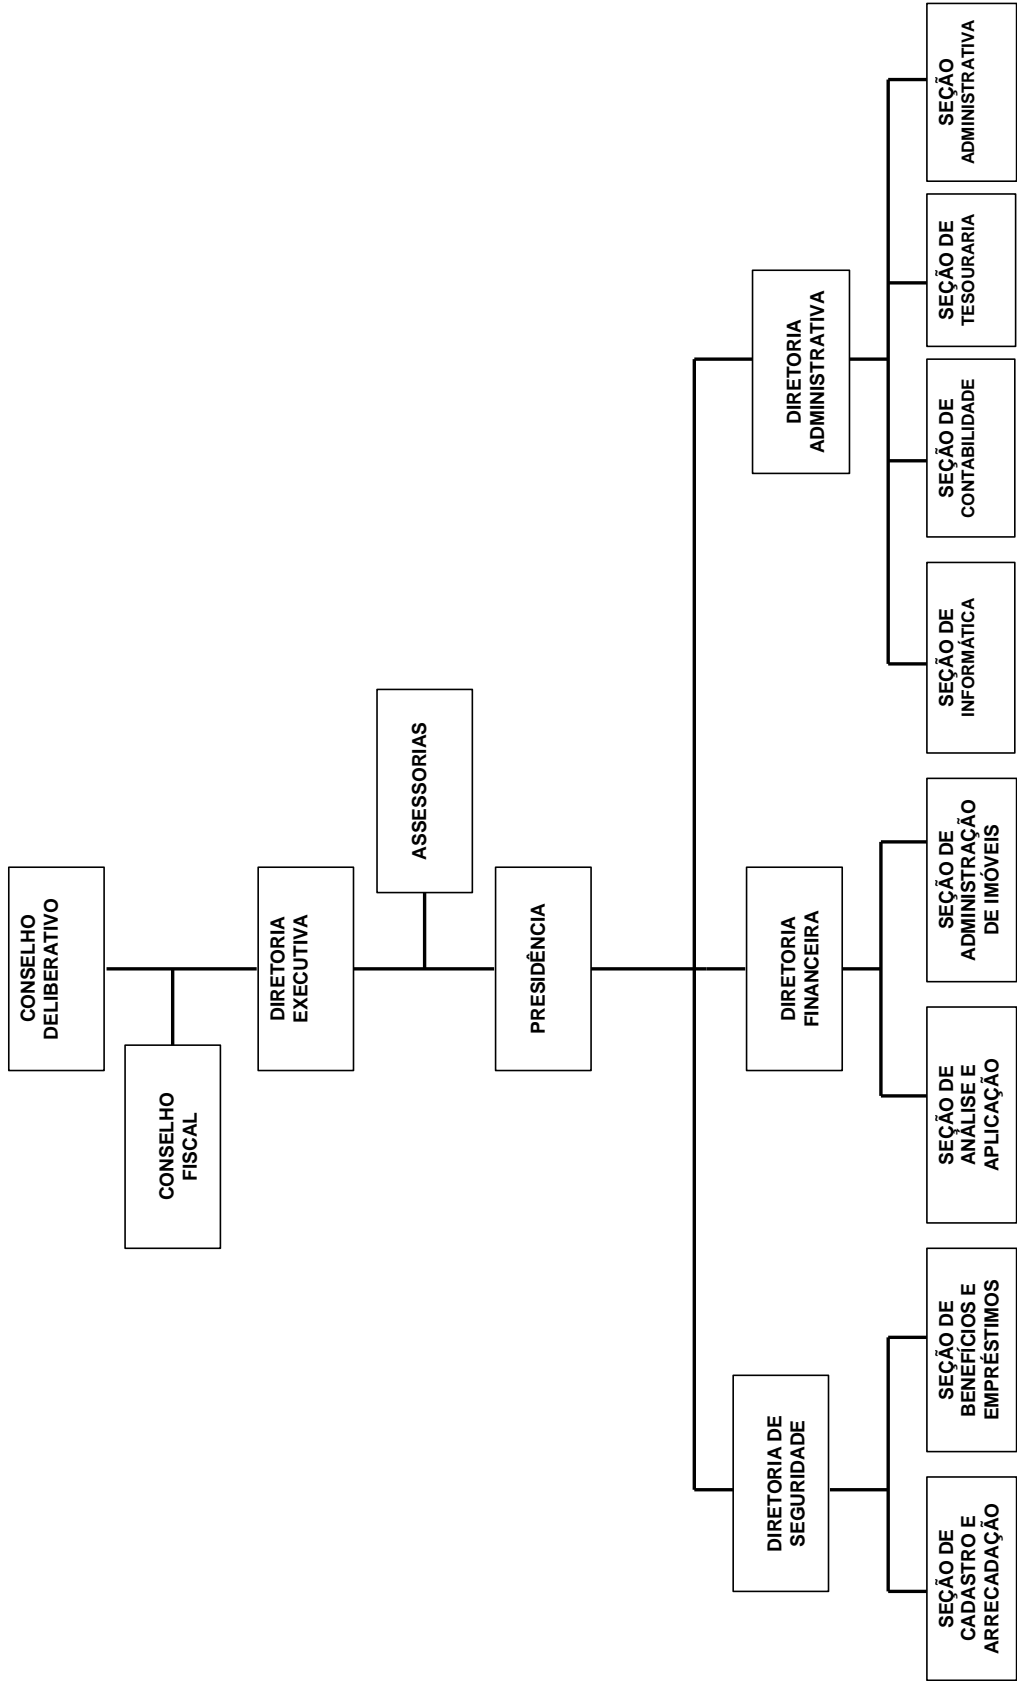 CONSELHO
DELIBERATIVO
CONSELHO
FISCAL
DIRETORIA
EXECUTIVA
ASSESSORIAS
PRESIDÊNCIA
DIRETORIA DE
SEGURIDADE
DIRETORIA
FINANCEIRA
DIRETORIA
ADMINISTRATIVA
SEÇÃO DE
CADASTRO E
ARRECADAÇÃO
SEÇÃO DE
BENEFÍCIOS E
EMPRÉSTIMOS
SEÇÃO DE
ANÁLISE E
APLICAÇÃO
SEÇÃO DE
ADMINISTRAÇÃO
DE IMÓVEIS
SEÇÃO DE
INFORMÁTICA
SEÇÃO DE
CONTABILIDADE
SEÇÃO DE
TESOURARIA
SEÇÃO
ADMINISTRATIVA